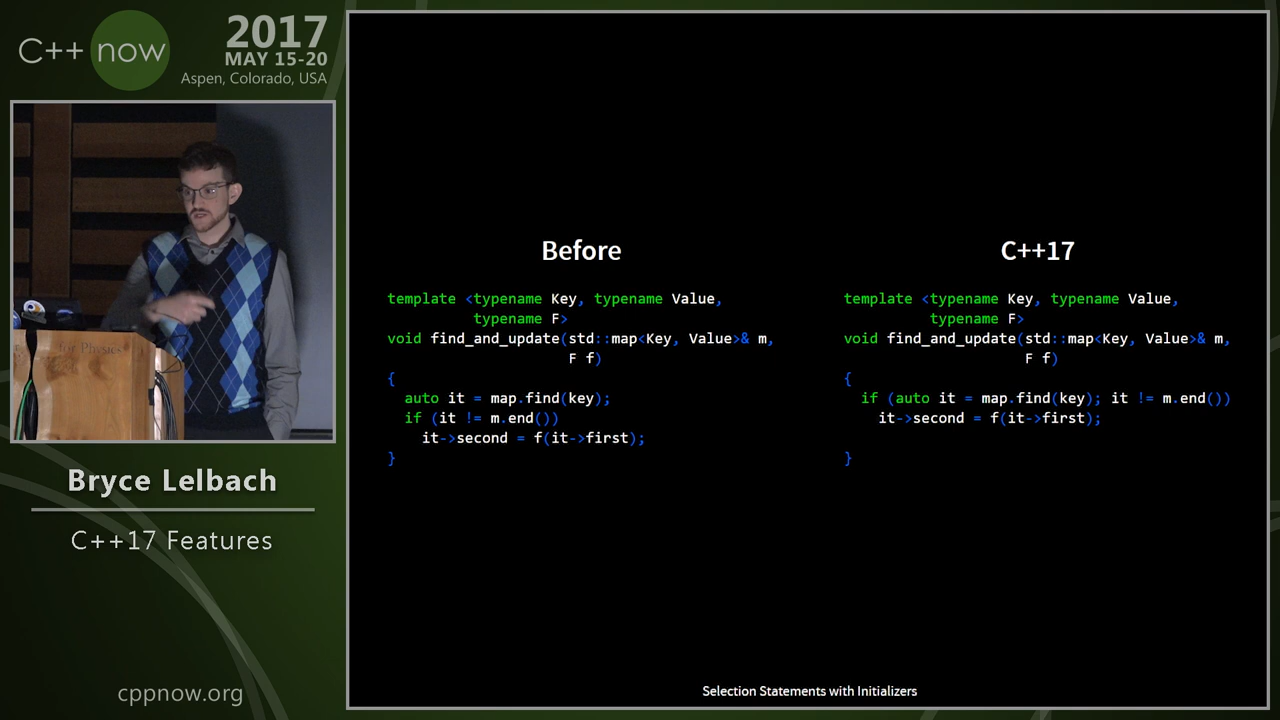 C++ now
2017
MAY 15-20
Aspen, Colorado, USA
for Physics
Bryce Lelbach
C++17 Features
cppnow.org
Before
template <typename Key, typename Value,
          typename F>
void find_and_update(std::map<Key, Value>& m,
                     F f)
{
  auto it = map.find(key);
  if (it != m.end())
    it->second = f(it->first);
}
C++17
template <typename Key, typename Value,
          typename F>
void find_and_update(std::map<Key, Value>& m,
                     F f)
{
  if (auto it = map.find(key); it != m.end())
    it->second = f(it->first);
}
Selection Statements with Initializers